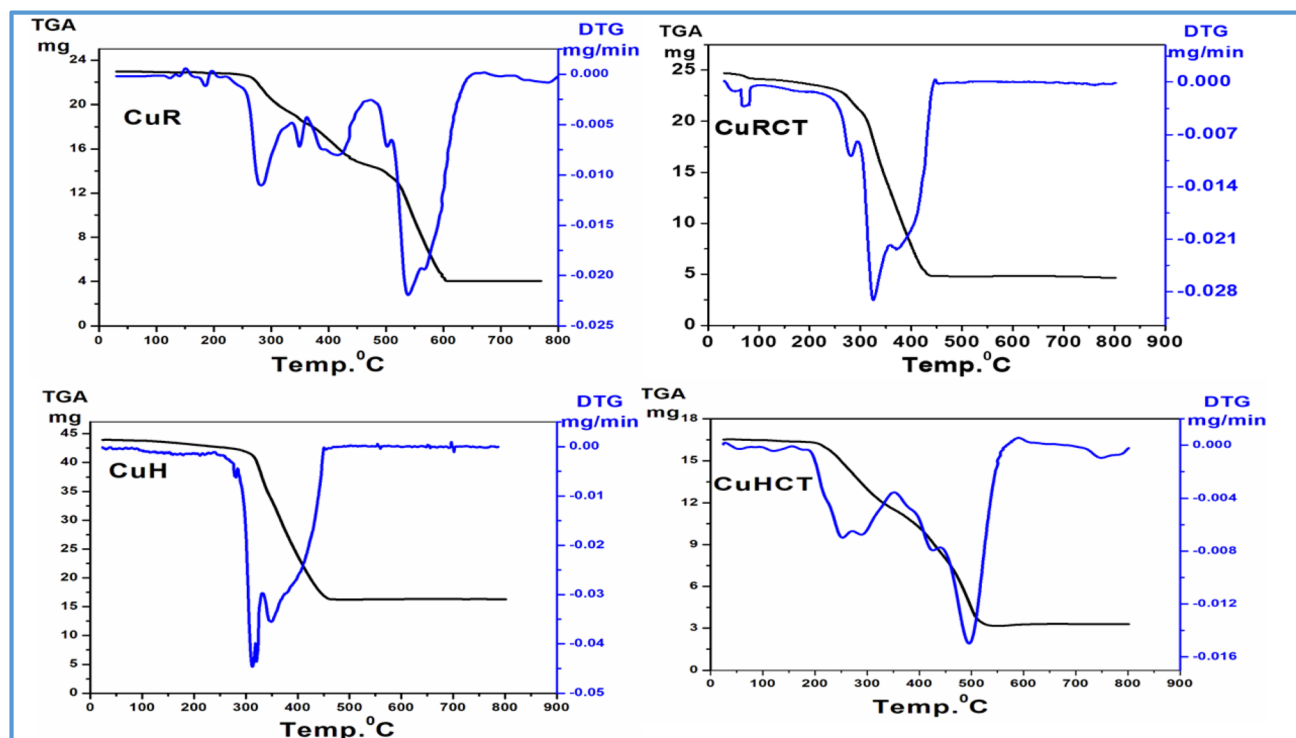 TGA
mg
DTG
mg/min
CuR
24
20
16
12
8
4
0
0.000
-0.005
-0.010
-0.015
-0.020
-0.025
0 100 200 300 400 500 600 700 800
Temp.⁰C
TGA
mg
DTG
mg/min
CuRCT
25
20
15
10
5
0
0.000
-0.007
-0.014
-0.021
-0.028
0 100 200 300 400 500 600 700 800 900
Temp.⁰C
TGA
mg
DTG
mg/min
CuH
45
40
35
30
25
20
15
10
5
0
0.00
-0.01
-0.02
-0.03
-0.04
-0.05
0 100 200 300 400 500 600 700 800 900
Temp.⁰C
TGA
mg
DTG
mg/min
CuHCT
18
15
12
9
6
3
0
0.000
-0.004
-0.008
-0.012
-0.016
0 100 200 300 400 500 600 700 800 900
Temp.⁰C